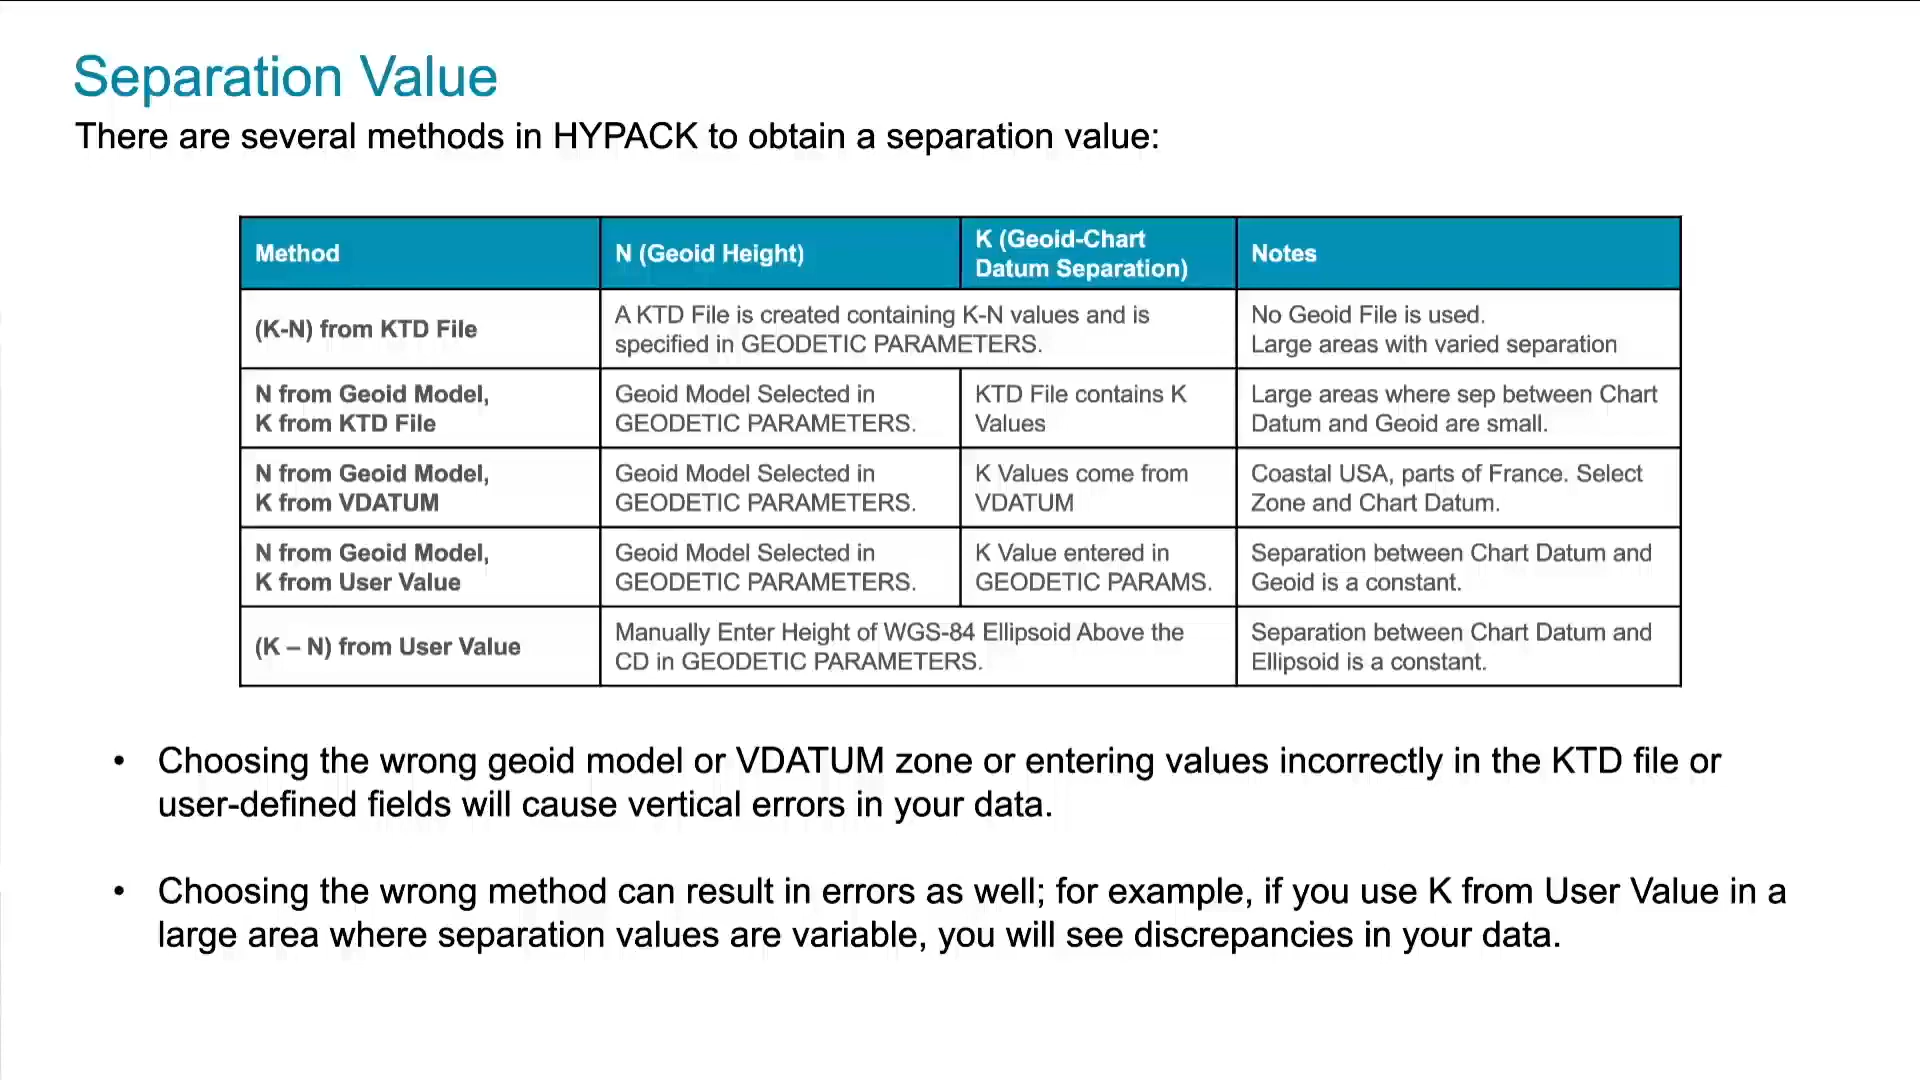 Separation Value
There are several methods in HYPACK to obtain a separation value:
Method
N (Geoid Height)
K (Geoid-Chart
Datum Separation)
Notes
(K-N) from KTD File
A KTD File is created containing K-N values and is
specified in GEODETIC PARAMETERS.
No Geoid File is used.
Large areas with varied separation
N from Geoid Model,
K from KTD File
Geoid Model Selected in
GEODETIC PARAMETERS.
KTD File contains K
Values
Large areas where sep between Chart
Datum and Geoid are small.
N from Geoid Model,
K from VDATUM
Geoid Model Selected in
GEODETIC PARAMETERS.
K Values come from
VDATUM
Coastal USA, parts of France. Select
Zone and Chart Datum.
N from Geoid Model,
K from User Value
Geoid Model Selected in
GEODETIC PARAMETERS.
K Value entered in
GEODETIC PARAMS.
Separation between Chart Datum and
Geoid is a constant.
(K – N) from User Value
Manually Enter Height of WGS-84 Ellipsoid Above the
CD in GEODETIC PARAMETERS.
Separation between Chart Datum and
Ellipsoid is a constant.
• Choosing the wrong geoid model or VDATUM zone or entering values incorrectly in the KTD file or
user-defined fields will cause vertical errors in your data.
• Choosing the wrong method can result in errors as well; for example, if you use K from User Value in a
large area where separation values are variable, you will see discrepancies in your data.